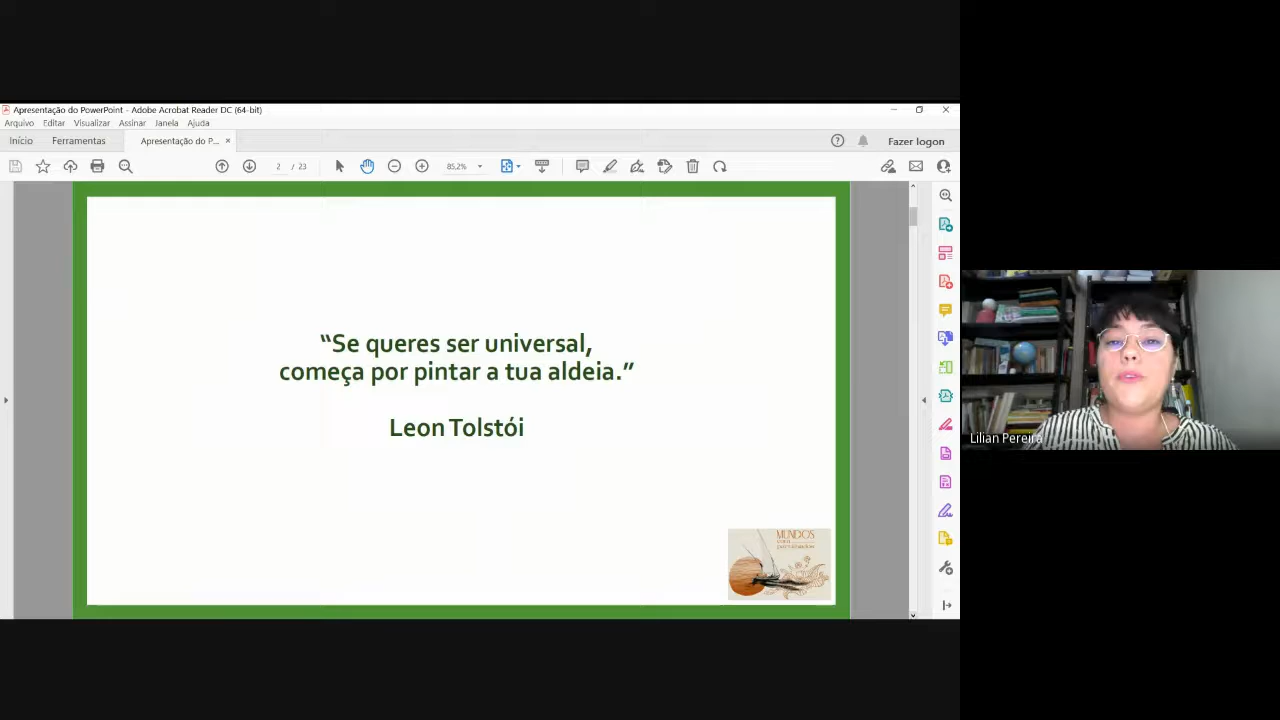 Apresentação do PowerPoint - Adobe Acrobat Reader DC (64-bit)
Arquivo Editar Visualizar Assinar Janela Ajuda
Início Ferramentas Apresentação do P... Fazer logon
2 / 23 85,2%
“Se queres ser universal,
começa por pintar a tua aldeia.”
Leon Tolstói
MUNDOS
Lilian Pereira